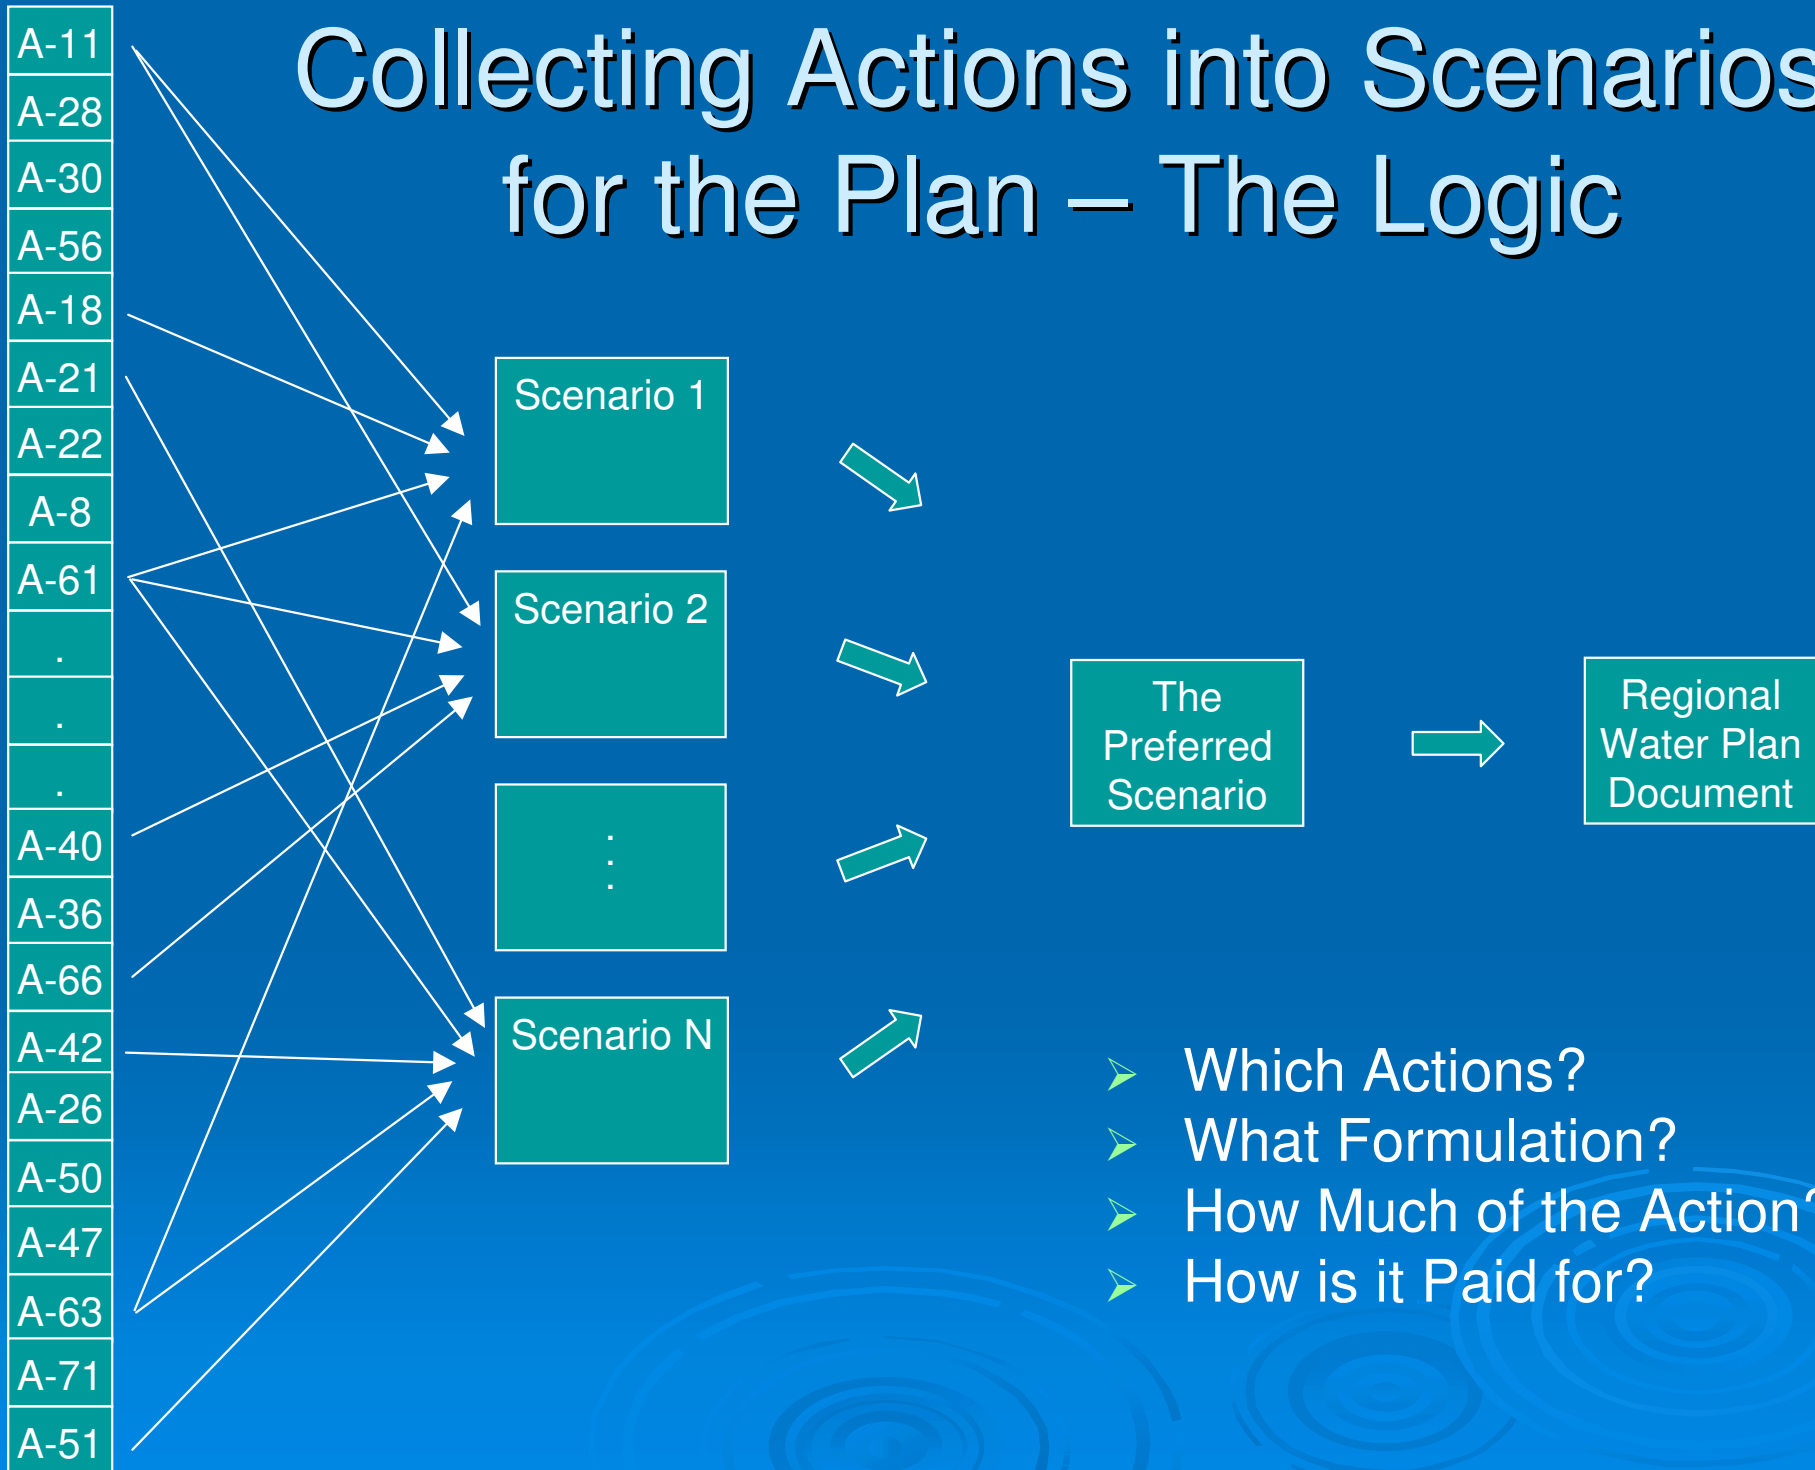 Collecting Actions into Scenarios
for the Plan – The Logic
A-11
A-28
A-30
A-56
A-18
A-21
A-22
A-8
A-61
.
.
.
A-40
A-36
A-66
A-42
A-26
A-50
A-47
A-63
A-71
A-51
Scenario 1
Scenario 2
.
.
.
Scenario N
The
Preferred
Scenario
Regional
Water Plan
Document
Which Actions?
What Formulation?
How Much of the Action?
How is it Paid for?